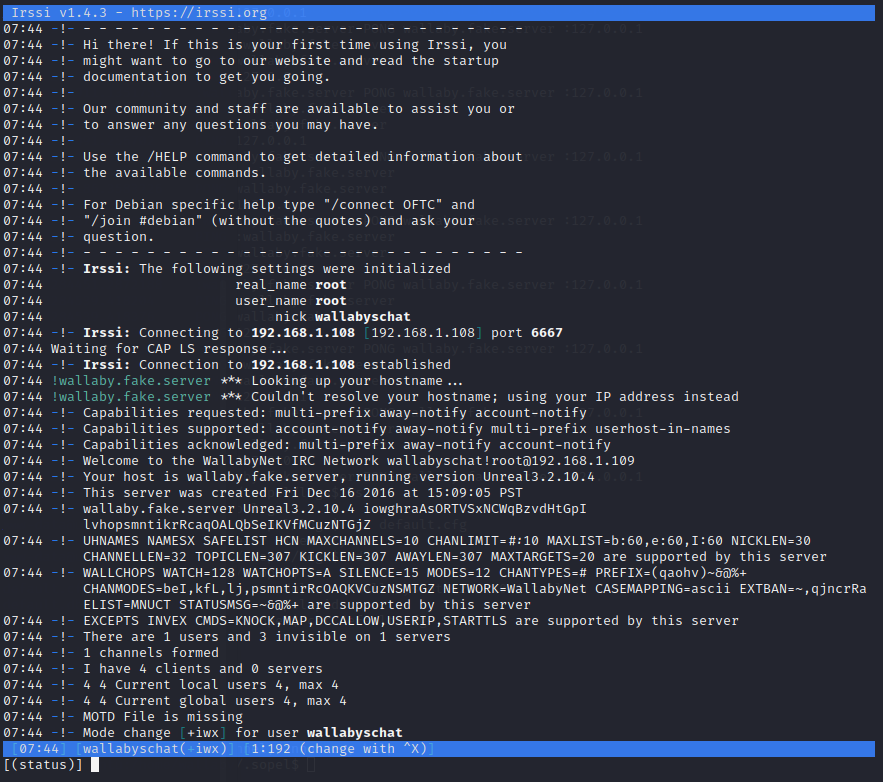 Irssi v1.4.3 - https://irssi.org
07:44 -!- - - - - - - - - - - - - - - - - - - - - - - - - - - - -
07:44 -!- Hi there! If this is your first time using Irssi, you
07:44 -!- might want to go to our website and read the startup
07:44 -!- documentation to get you going.
07:44 -!-
07:44 -!- Our community and staff are available to assist you or
07:44 -!- to answer any questions you may have.
07:44 -!-
07:44 -!- Use the /HELP command to get detailed information about
07:44 -!- the available commands.
07:44 -!-
07:44 -!- For Debian specific help type "/connect OFTC" and
07:44 -!- "/join #debian" (without the quotes) and ask your
07:44 -!- question.
07:44 -!- - - - - - - - - - - - - - - - - - - - - - - - - - - - -
07:44 -!- Irssi: The following settings were initialized
07:44 real_name root
07:44 user_name root
07:44 nick wallabyschat
07:44 -!- Irssi: Connecting to 192.168.1.108 [192.168.1.108] port 6667
07:44 Waiting for CAP LS response...
07:44 -!- Irssi: Connection to 192.168.1.108 established
07:44 !wallaby.fake.server *** Looking up your hostname...
07:44 !wallaby.fake.server *** Couldn't resolve your hostname; using your IP address instead
07:44 -!- Capabilities requested: multi-prefix away-notify account-notify
07:44 -!- Capabilities supported: account-notify away-notify multi-prefix userhost-in-names
07:44 -!- Capabilities acknowledged: multi-prefix away-notify account-notify
07:44 -!- Welcome to the WallabyNet IRC Network wallabyschat!root@192.168.1.109
07:44 -!- Your host is wallaby.fake.server, running version Unreal3.2.10.4
07:44 -!- This server was created Fri Dec 16 2016 at 15:09:05 PST
07:44 -!- wallaby.fake.server Unreal3.2.10.4 iowghraAsORTVSxNCWqBzvdHtGpI
lvhopsmntikrRcaqOALQbSeIKVfMCuzNTGjZ
07:44 -!- UHNAMES NAMESX SAFELIST HCN MAXCHANNELS=10 CHANLIMIT=#:10 MAXLIST=b:60,e:60,I:60 NICKLEN=30
CHANNELLEN=32 TOPICLEN=307 KICKLEN=307 AWAYLEN=307 MAXTARGETS=20 are supported by this server
07:44 -!- WALLCHOPS WATCH=128 WATCHOPTS=A SILENCE=15 MODES=12 CHANTYPES=# PREFIX=(qaohv)~&@%+
CHANMODES=beI,kfL,lj,psmntirRcOAQKVCuzNSMTGZ NETWORK=WallabyNet CASEMAPPING=ascii EXTBAN=~,qjncrRa
ELIST=MNUCT STATUSMSG=~&@%+ are supported by this server
07:44 -!- EXCEPTS INVEX CMDS=KNOCK,MAP,DCCALLOW,USERIP,STARTTLS are supported by this server
07:44 -!- There are 1 users and 3 invisible on 1 servers
07:44 -!- 1 channels formed
07:44 -!- I have 4 clients and 0 servers
07:44 -!- 4 4 Current local users 4, max 4
07:44 -!- 4 4 Current global users 4, max 4
07:44 -!- MOTD File is missing
07:44 -!- Mode change [+iwx] for user wallabyschat
[07:44] [wallabyschat(+iwx)] [1:192 (change with ^X)]
[(status)]